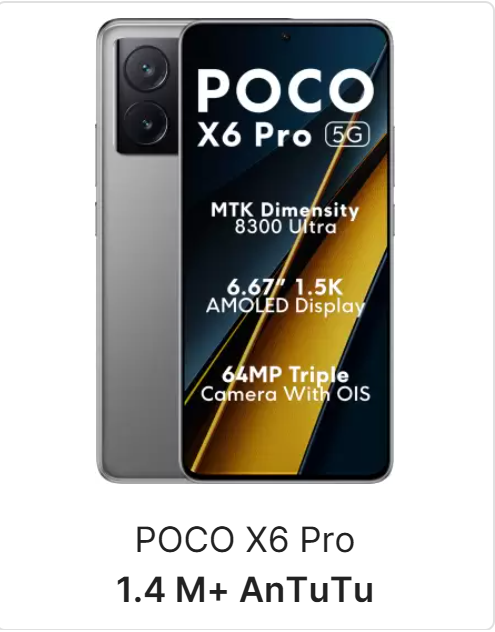 POCO
X6 Pro 5G
MTK Dimensity
8300 Ultra
6.67” 1.5K
AMOLED Display
64MP Triple
Camera With OIS
POCO X6 Pro
1.4 M+ AnTuTu